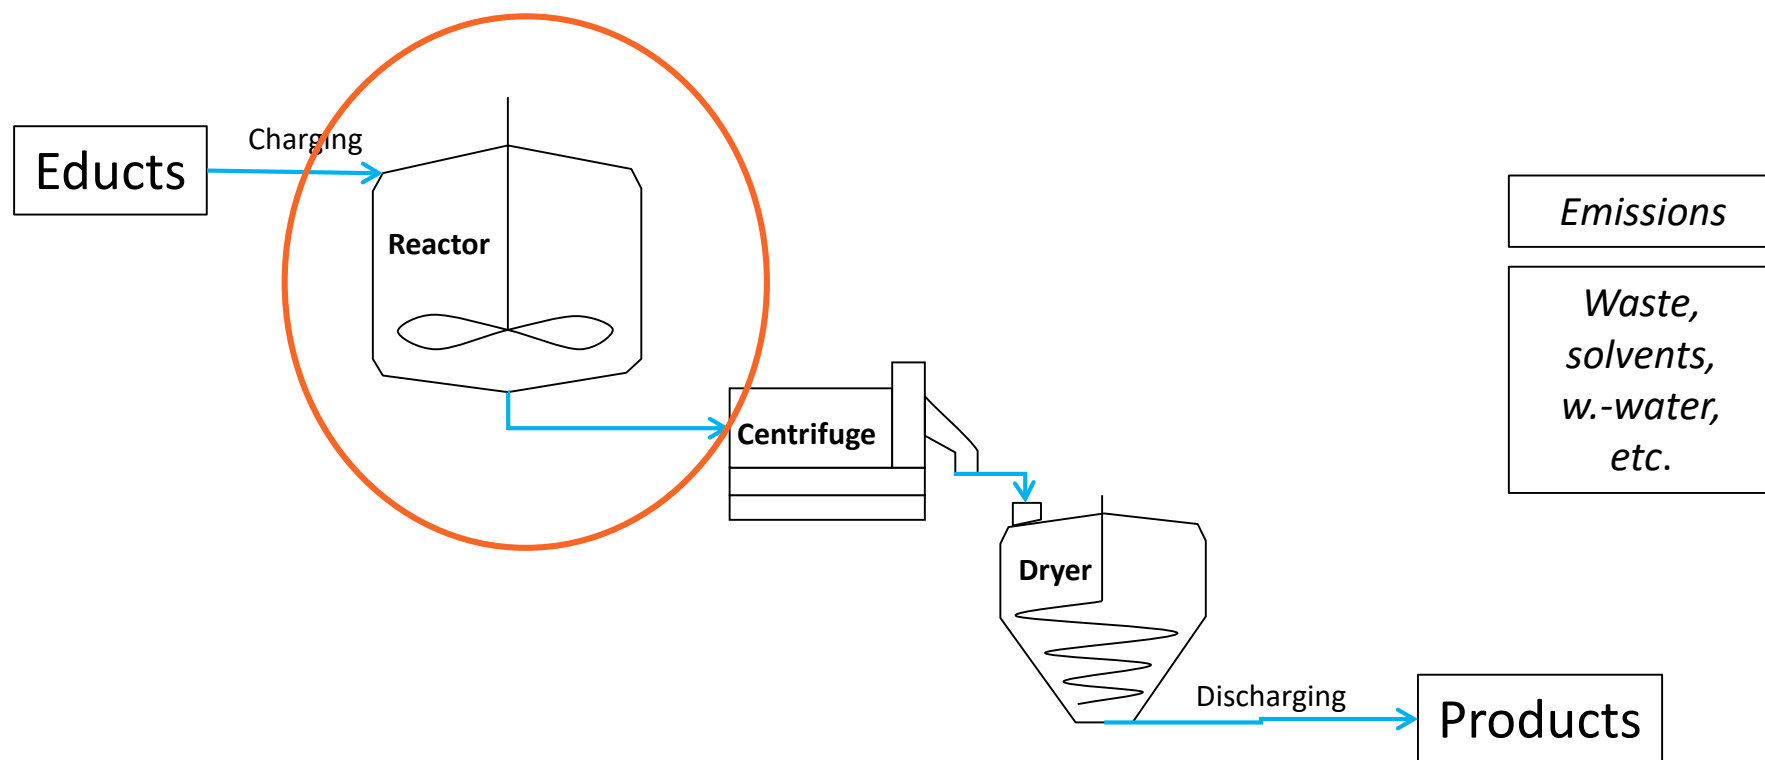 Charging
Educts
Reactor
Emissions
Waste,
solvents,
w.-water,
etc.
Centrifuge
Dryer
Discharging
Products